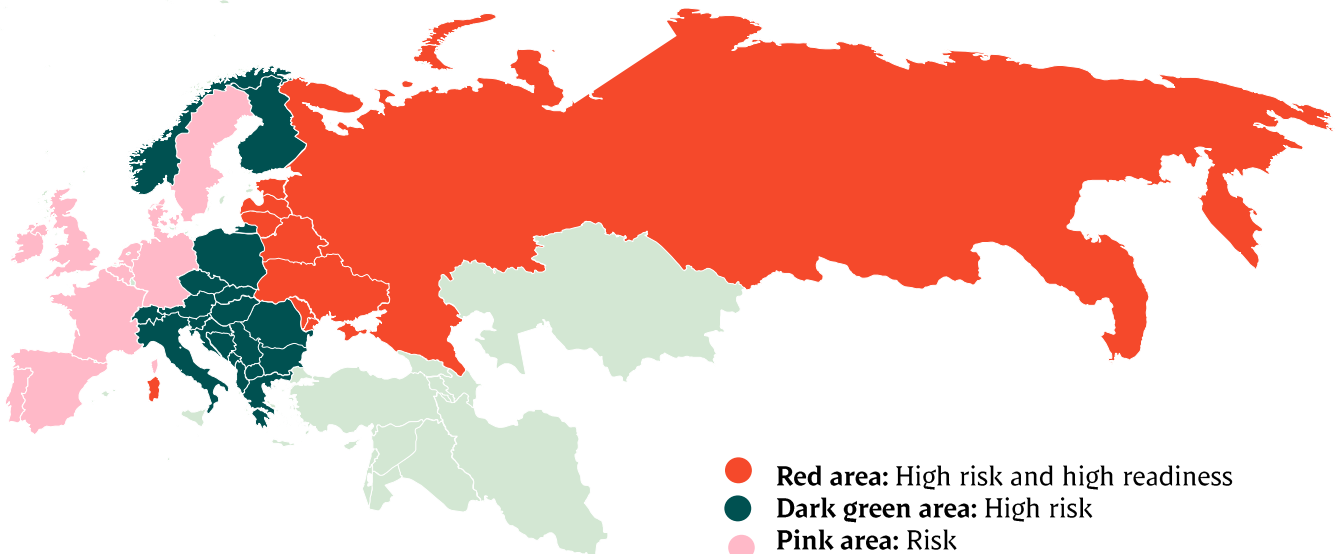 Red area: High risk and high readiness
Dark green area: High risk
Pink area: Risk